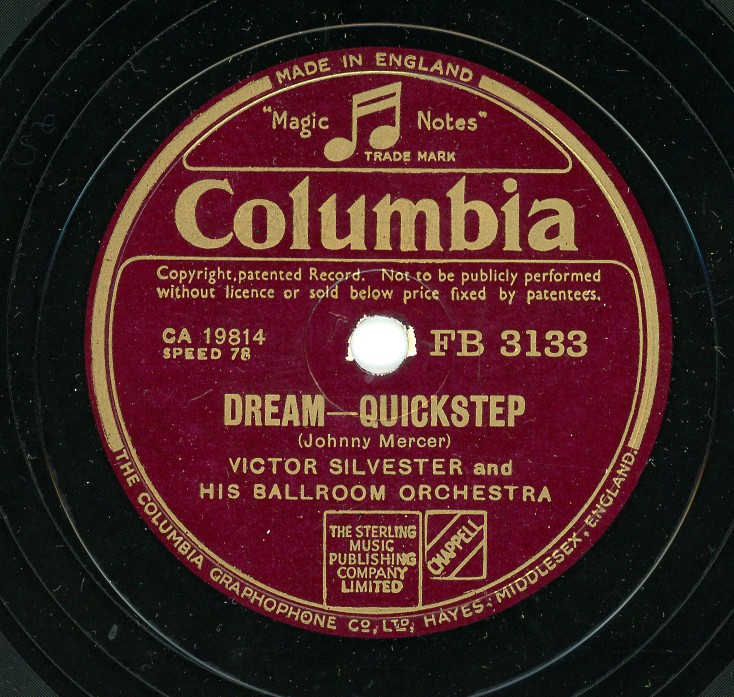 MADE IN ENGLAND
"Magic Notes"
TRADE MARK
Columbia
Copyright, patented Record. Not to be publicly performed
without licence or sold below price fixed by patentees.
CA 19814
SPEED 78
FB 3133
DREAM—QUICKSTEP
(Johnny Mercer)
VICTOR SILVESTER and
HIS BALLROOM ORCHESTRA
THE STERLING
MUSIC
PUBLISHING
COMPANY
LIMITED
CHAPPELL
THE COLUMBIA GRAPHOPHONE CO., LTD., HAYES: MIDDLESEX, ENGLAND.